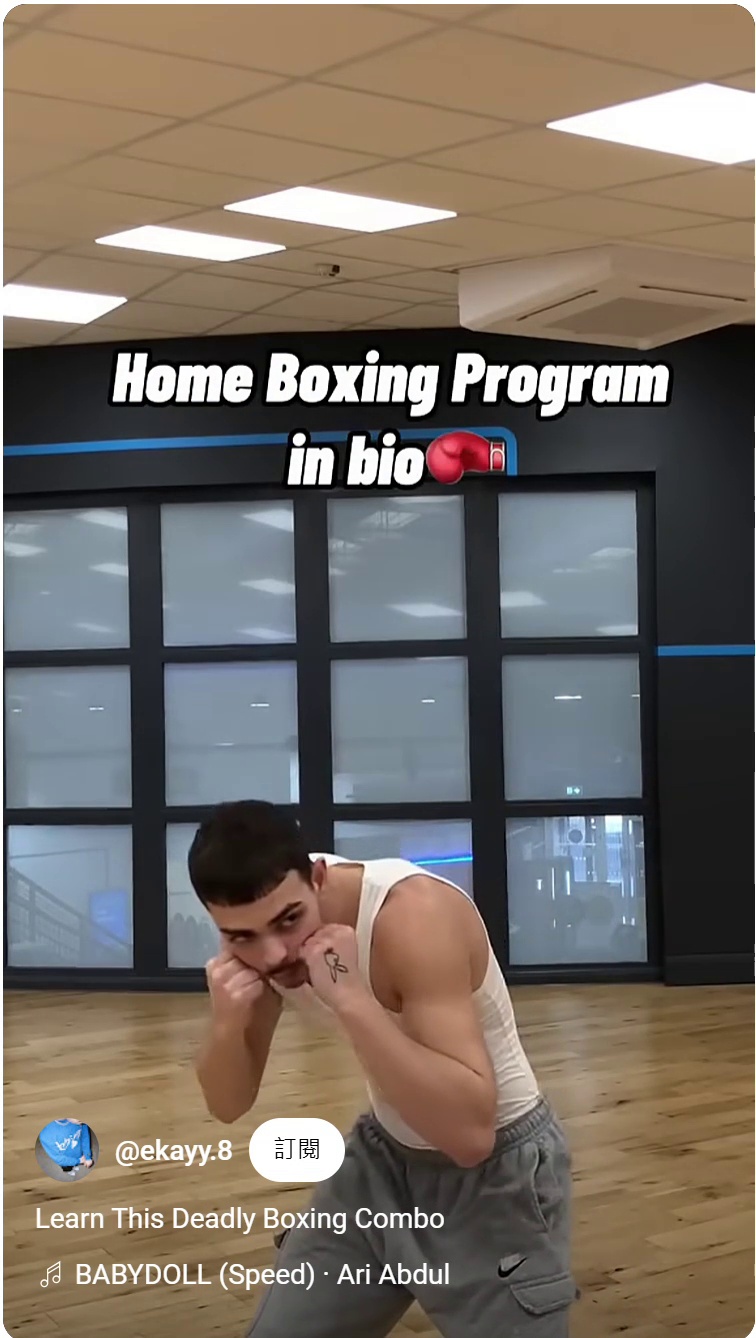 Home Boxing Program
in bio
@ekayy.8
訂閱
Learn This Deadly Boxing Combo
BABYDOLL (Speed) · Ari Abdul